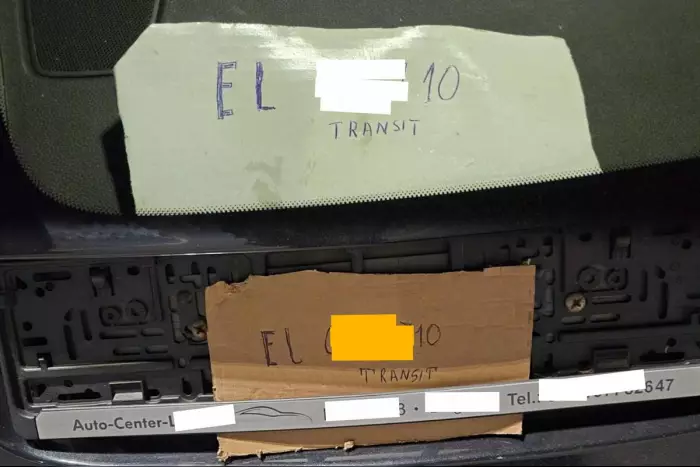 EL 10
TRANSIT
EL 10
TRANSIT
Auto-Center-L Tel. 647